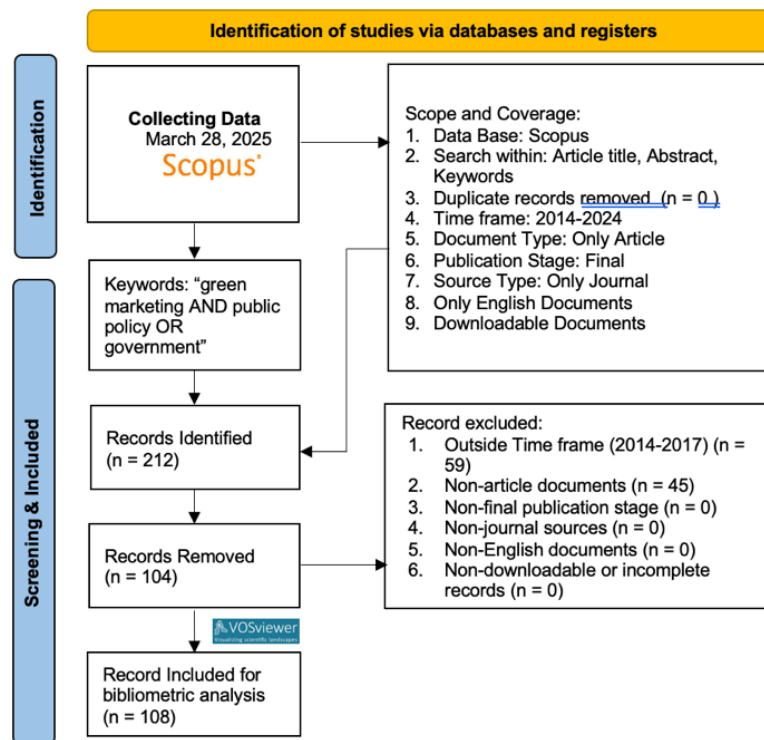 Identification of studies via databases and registers
Identification
Collecting Data
March 28, 2025
Scopus®
Scope and Coverage:
1. Data Base: Scopus
2. Search within: Article title, Abstract,
Keywords
3. Duplicate records removed (n = 0 )
4. Time frame: 2014-2024
5. Document Type: Only Article
6. Publication Stage: Final
7. Source Type: Only Journal
8. Only English Documents
9. Downloadable Documents
Screening & Included
Keywords: “green
marketing AND public
policy OR
government”
Records Identified
(n = 212)
Record excluded:
1. Outside Time frame (2014-2017) (n =
59)
2. Non-article documents (n = 45)
3. Non-final publication stage (n = 0)
4. Non-journal sources (n = 0)
5. Non-English documents (n = 0)
6. Non-downloadable or incomplete
records (n = 0)
Records Removed
(n = 104)
VOSviewer
Visualizing scientific landscapes
Record Included for
bibliometric analysis
(n = 108)